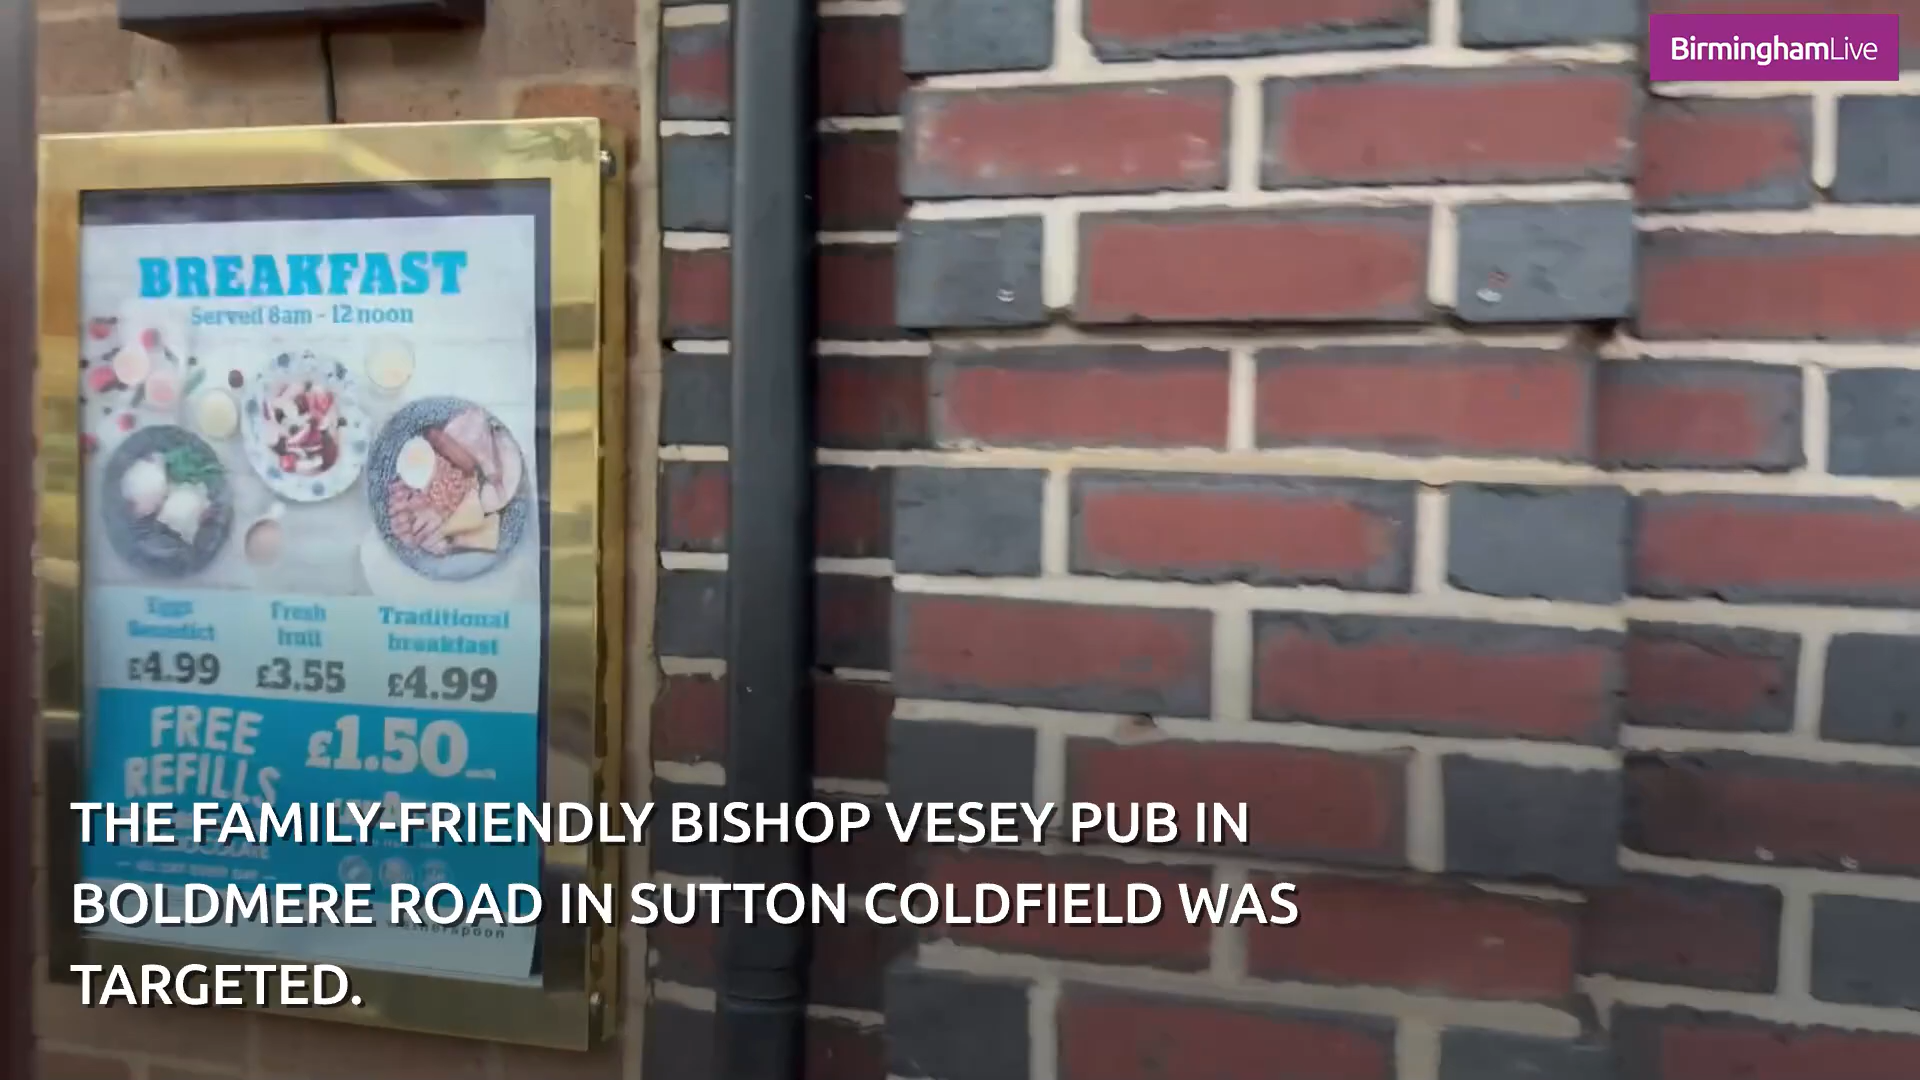 BirminghamLive
BREAKFAST
Served 8am - 12 noon
Eggs Benedict
£4.99
Fresh fruit
£3.55
Traditional breakfast
£4.99
FREE REFILLS
£1.50
THE FAMILY-FRIENDLY BISHOP VESEY PUB IN
BOLDMERE ROAD IN SUTTON COLDFIELD WAS
TARGETED.